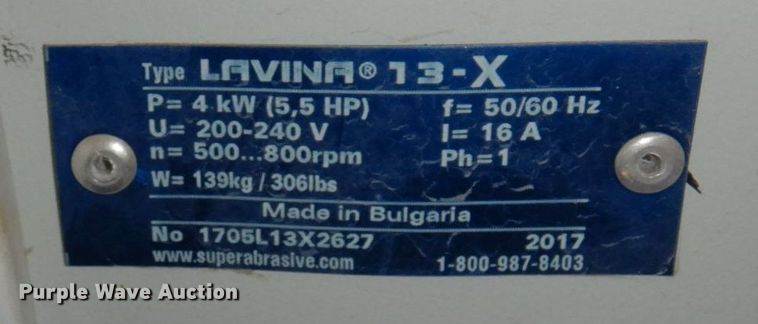 Type LAVINA® 13-X
P= 4 kW (5,5 HP) f= 50/60 Hz
U= 200-240 V I= 16 A
n= 500...800rpm Ph=1
W= 139kg / 306lbs
Made in Bulgaria
No 1705L13X2627 2017
www.superabrasive.com 1-800-987-8403
Purple Wave Auction